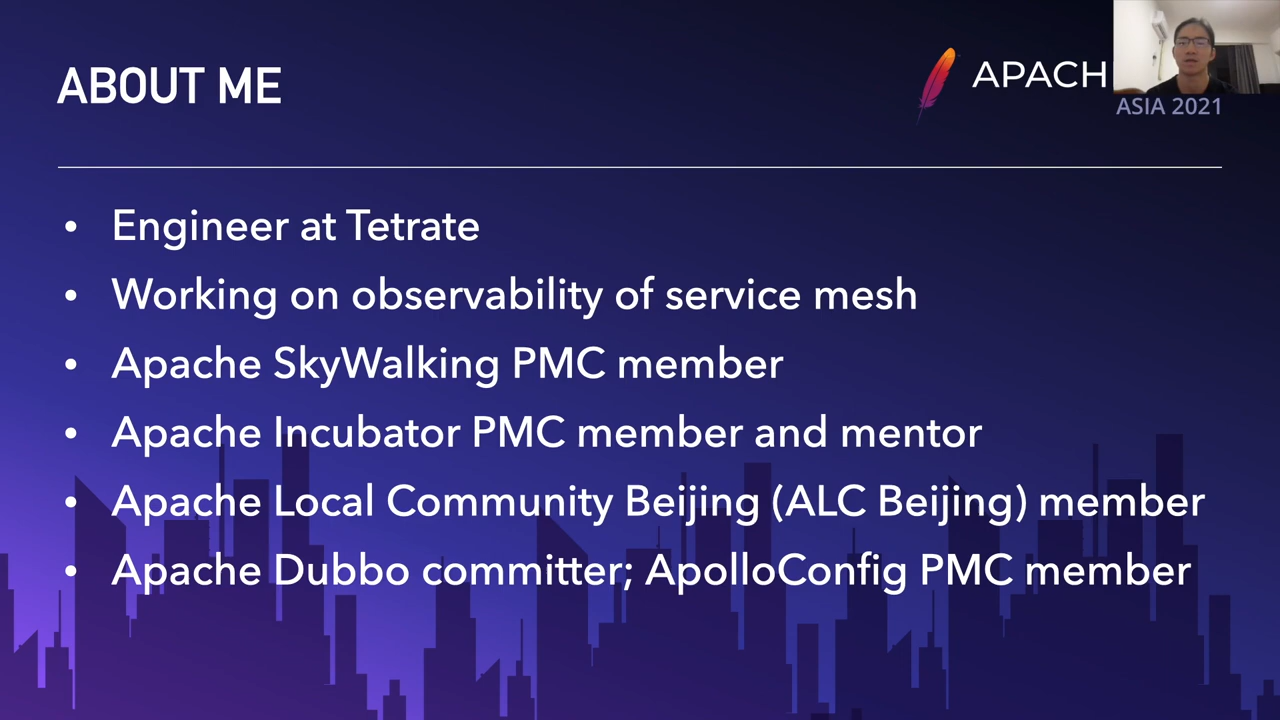 ABOUT ME
APACH
ASIA 2021
• Engineer at Tetrate
• Working on observability of service mesh
• Apache SkyWalking PMC member
• Apache Incubator PMC member and mentor
• Apache Local Community Beijing (ALC Beijing) member
• Apache Dubbo committer; ApolloConfig PMC member